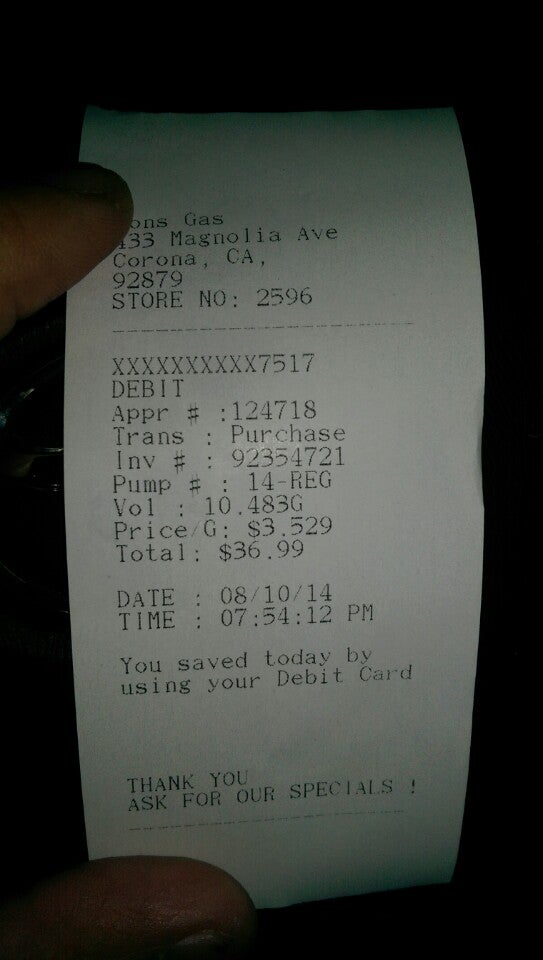 Gas
Magnolia Ave
Corona, CA,
92879
STORE NO: 2596
XXXXXXXXXX7517
DEBIT
Appr # :124718
Trans : Purchase
Inv # : 92354721
Pump # : 14-REG
Vol : 10.483G
Price/G: $3.529
Total: $36.99
DATE : 08/10/14
TIME : 07:54:12 PM
You saved today by
using your Debit Card
THANK YOU
ASK FOR OUR SPECIALS !